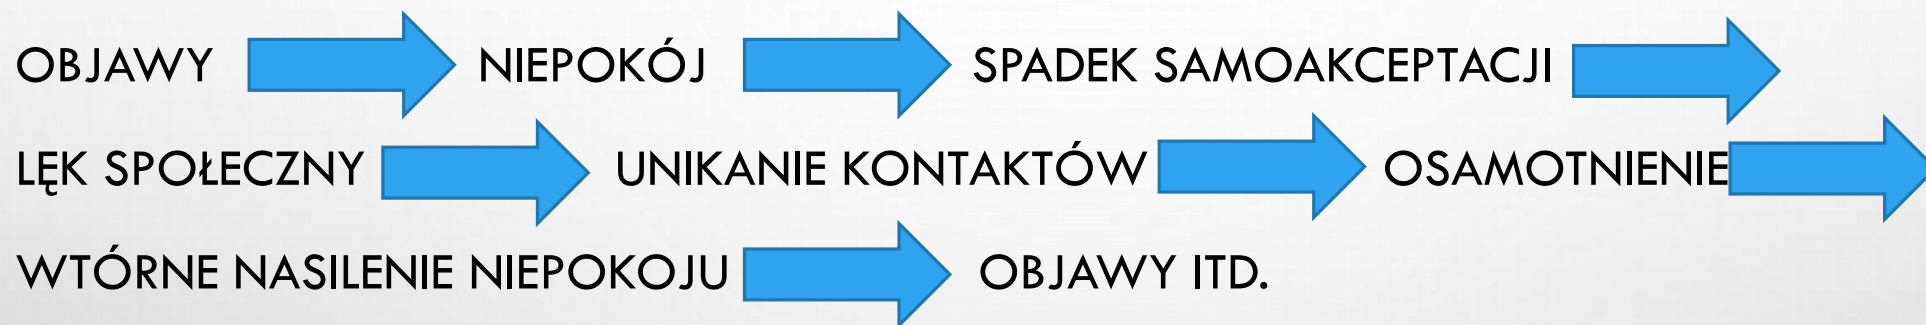 OBJAWY NIEPOKÓJ SPADEK SAMOAKCEPTACJI
LĘK SPOŁECZNY UNIKANIE KONTAKTÓW OSAMOTNIENIE
WTÓRNE NASILENIE NIEPOKOJU OBJAWY ITD.